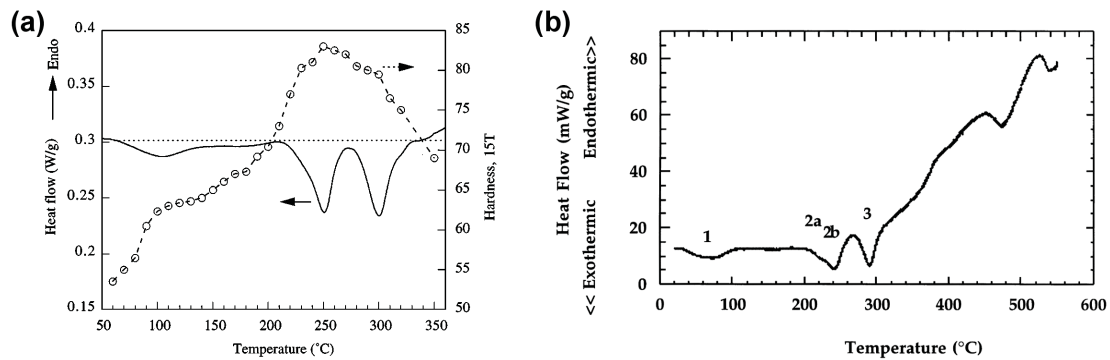 (a)
0.4
0.35
0.3
0.25
0.2
0.15
Heat flow (W/g) Endo
85
80
75
70
65
60
55
50
Hardness, 15T
50 100 150 200 250 300 350
Temperature (˚C)
(b)
<< Exothermic Endothermic>>
Heat Flow (mW/g)
80
60
40
20
0
1
2a
2b
3
0 100 200 300 400 500 600
Temperature (°C)